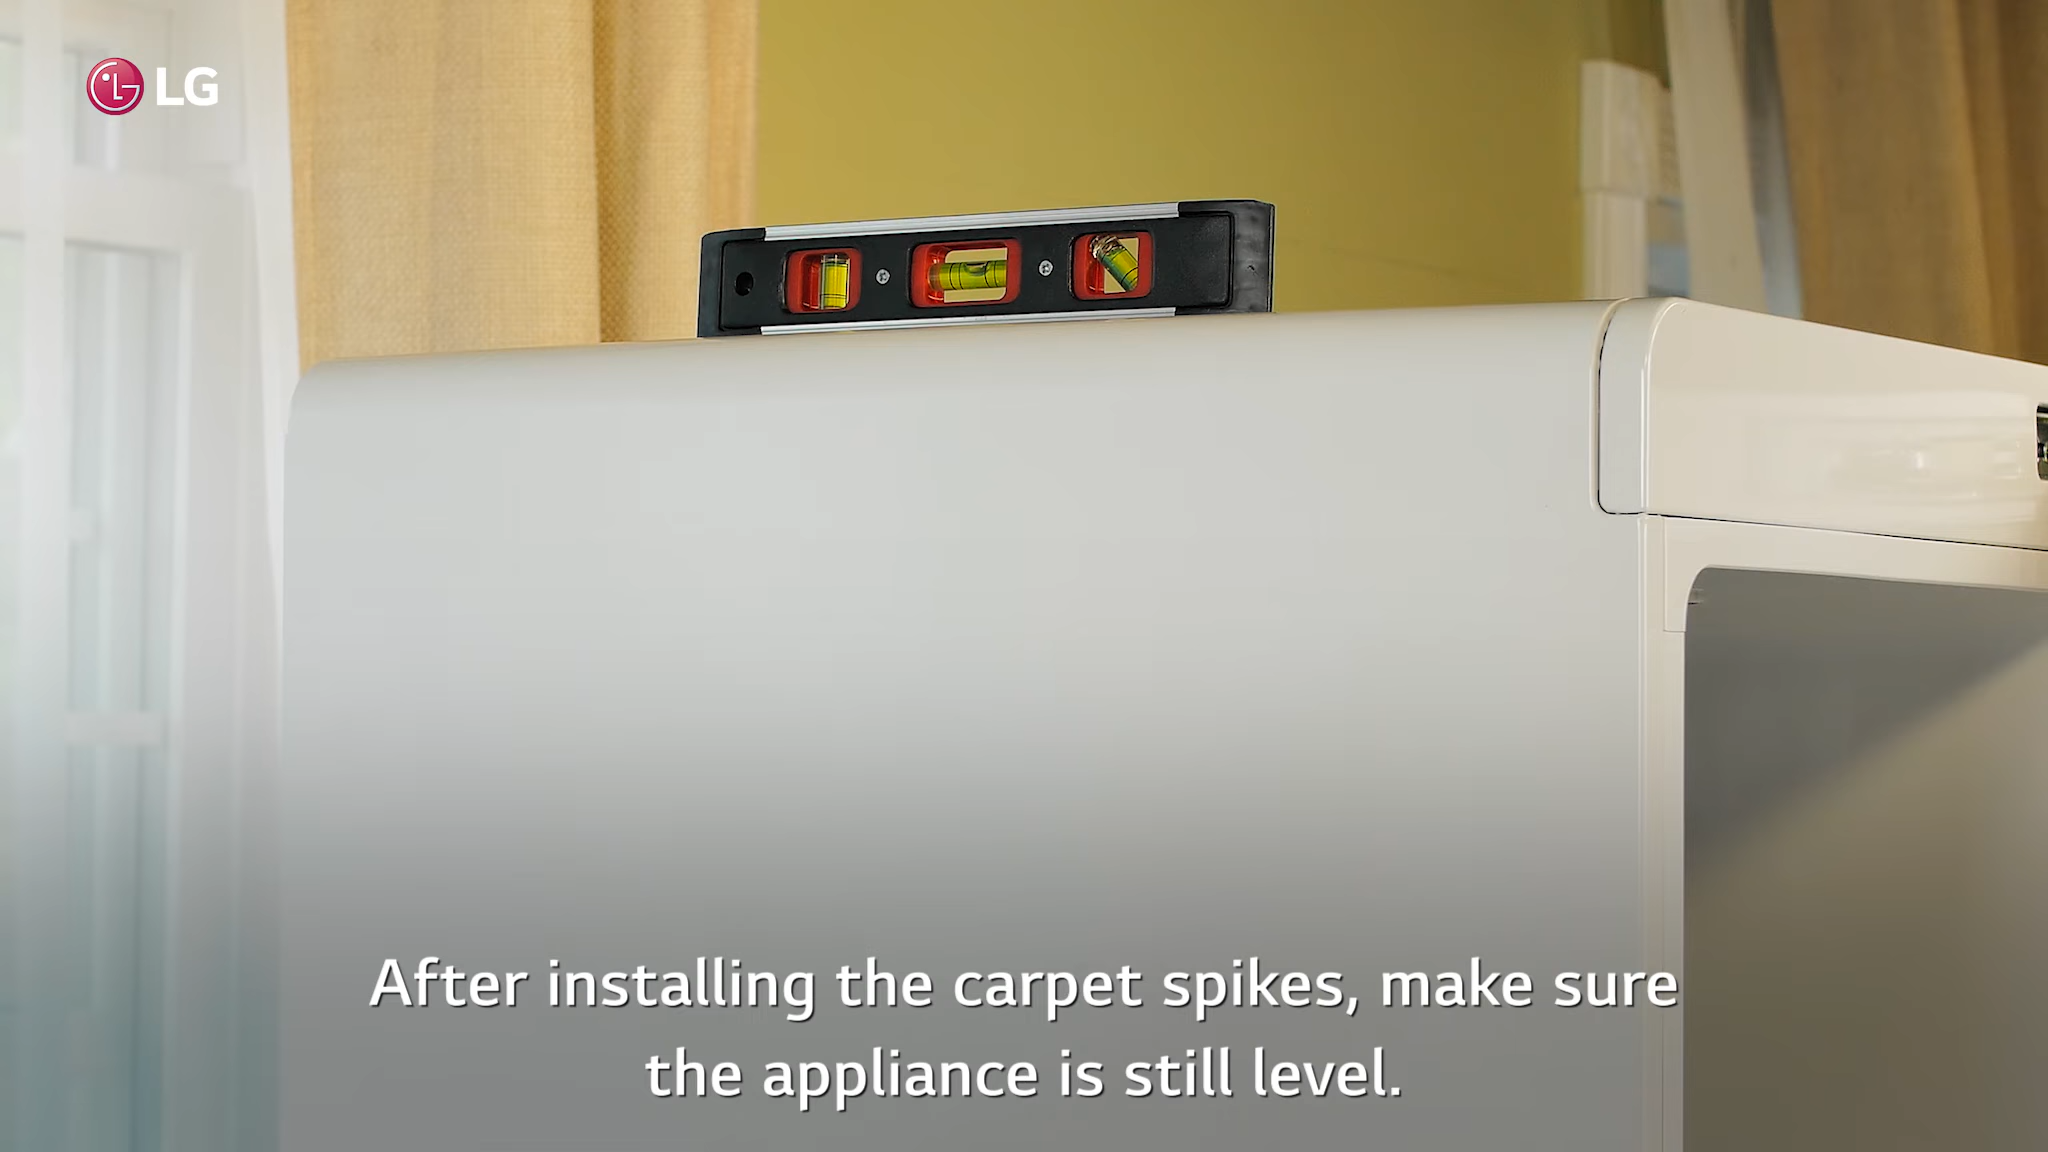 LG
After installing the carpet spikes, make sure
the appliance is still level.